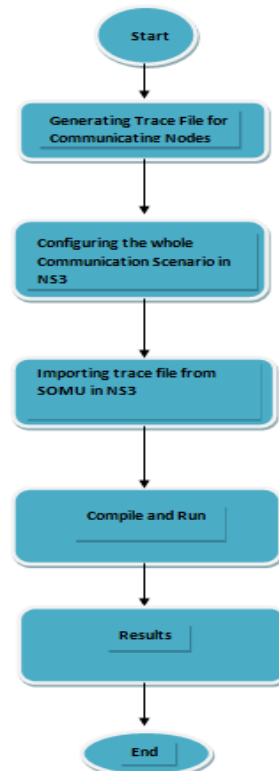 Start
Generating Trace File for
Communicating Nodes
Configuring the whole
Communication Scenario in
NS3
Importing trace file from
SOMU in NS3
Compile and Run
Results
End